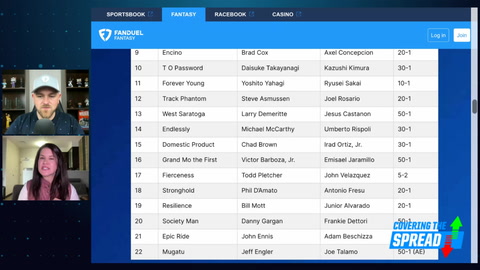 SPORTSBOOK FANTASY RACEBOOK CASINO
FANDUEL FANTASY Log in Join
9 Encino Brad Cox Axel Concepcion 20-1
10 T O Password Daisuke Takayanagi Kazushi Kimura 30-1
11 Forever Young Yoshito Yahagi Ryusei Sakai 10-1
12 Track Phantom Steve Asmussen Joel Rosario 20-1
13 West Saratoga Larry Demeritte Jesus Castanon 50-1
14 Endlessly Michael McCarthy Umberto Rispoli 30-1
15 Domestic Product Chad Brown Irad Ortiz, Jr. 30-1
16 Grand Mo the First Victor Barboza, Jr. Emisael Jaramillo 50-1
17 Fierceness Todd Pletcher John Velazquez 5-2
18 Stronghold Phil D'Amato Antonio Fresu 20-1
19 Resilience Bill Mott Junior Alvarado 20-1
20 Society Man Danny Gargan Frankie Dettori 50-1
21 Epic Ride John Ennis Adam Beschizza
22 Mugatu Jeff Engler Joe Talamo 50-1 (AE)
COVERING THE
SPREAD